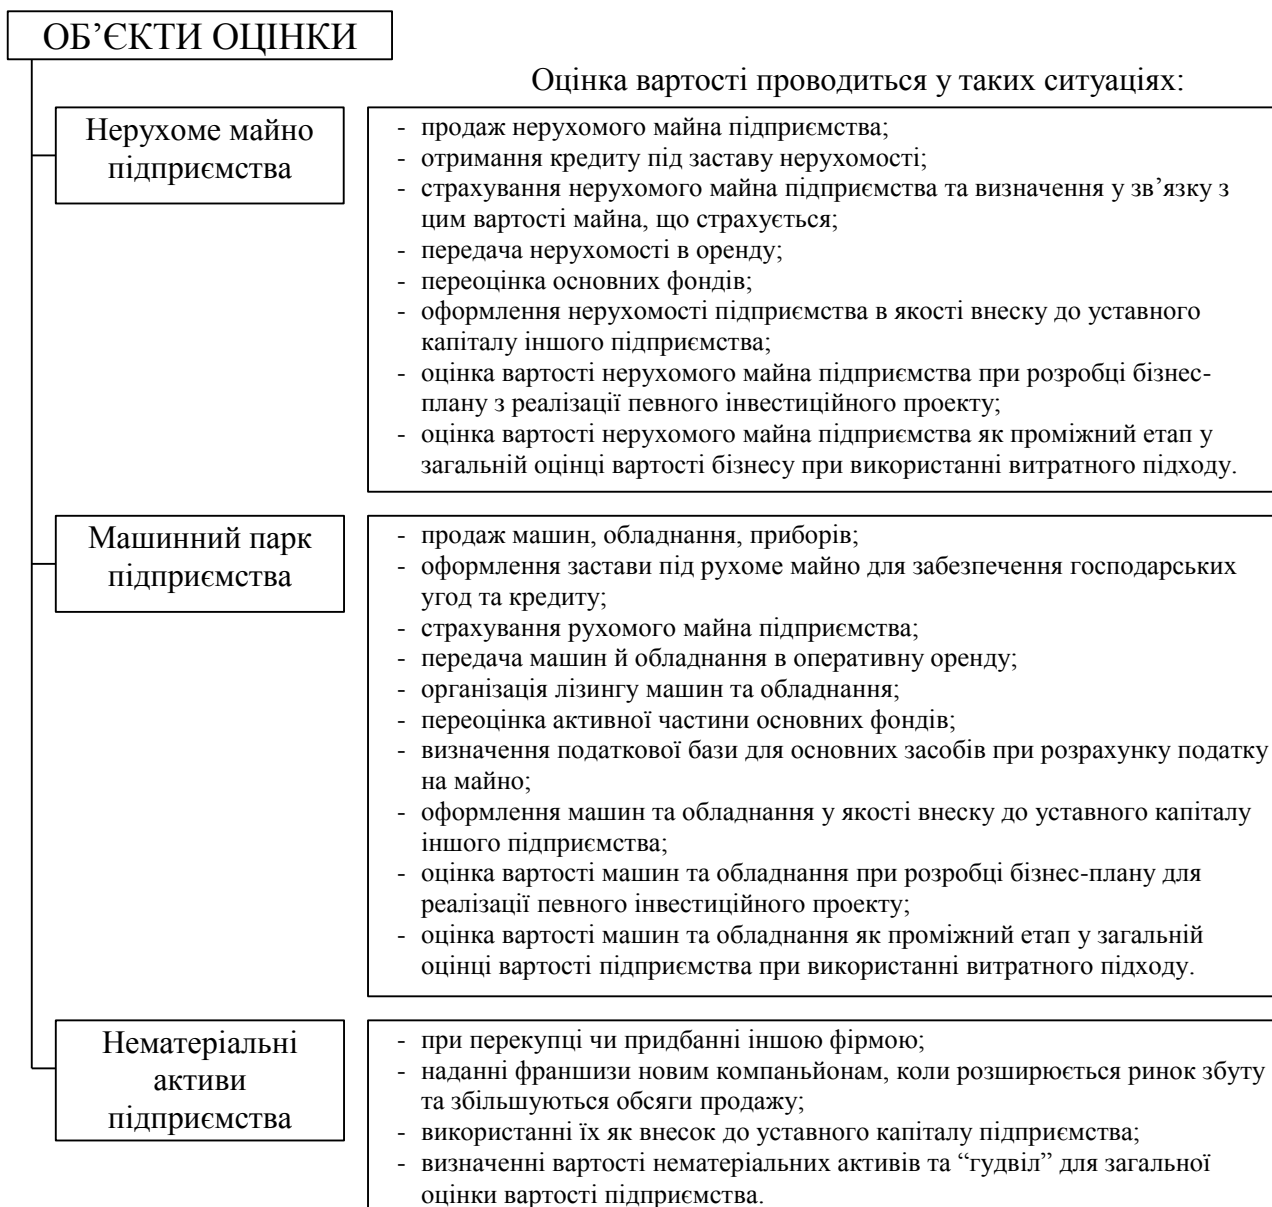 ОБ’ЄКТИ ОЦІНКИ
Оцінка вартості проводиться у таких ситуаціях:
Нерухоме майно
підприємства
- продаж нерухомого майна підприємства;
- отримання кредиту під заставу нерухомості;
- страхування нерухомого майна підприємства та визначення у зв’язку з
цим вартості майна, що страхується;
- передача нерухомості в оренду;
- переоцінка основних фондів;
- оформлення нерухомості підприємства в якості внеску до уставного
капіталу іншого підприємства;
- оцінка вартості нерухомого майна підприємства при розробці бізнес-
плану з реалізації певного інвестиційного проекту;
- оцінка вартості нерухомого майна підприємства як проміжний етап у
загальній оцінці вартості бізнесу при використанні витратного підходу.
Машинний парк
підприємства
- продаж машин, обладнання, приборів;
- оформлення застави під рухоме майно для забезпечення господарських
угод та кредиту;
- страхування рухомого майна підприємства;
- передача машин й обладнання в оперативну оренду;
- організація лізингу машин та обладнання;
- переоцінка активної частини основних фондів;
- визначення податкової бази для основних засобів при розрахунку податку
на майно;
- оформлення машин та обладнання у якості внеску до уставного капіталу
іншого підприємства;
- оцінка вартості машин та обладнання при розробці бізнес-плану для
реалізації певного інвестиційного проекту;
- оцінка вартості машин та обладнання як проміжний етап у загальній
оцінці вартості підприємства при використанні витратного підходу.
Нематеріальні
активи
підприємства
- при перекупці чи придбанні іншою фірмою;
- наданні франшизи новим компаньйонам, коли розширюється ринок збуту
та збільшуються обсяги продажу;
- використанні їх як внесок до уставного капіталу підприємства;
- визначенні вартості нематеріальних активів та “гудвіл” для загальної
оцінки вартості підприємства.